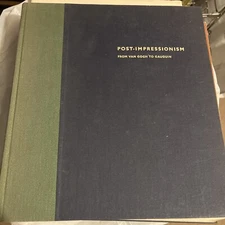 POST-IMPRESSIONISM
FROM VAN GOGH TO GAUGUIN